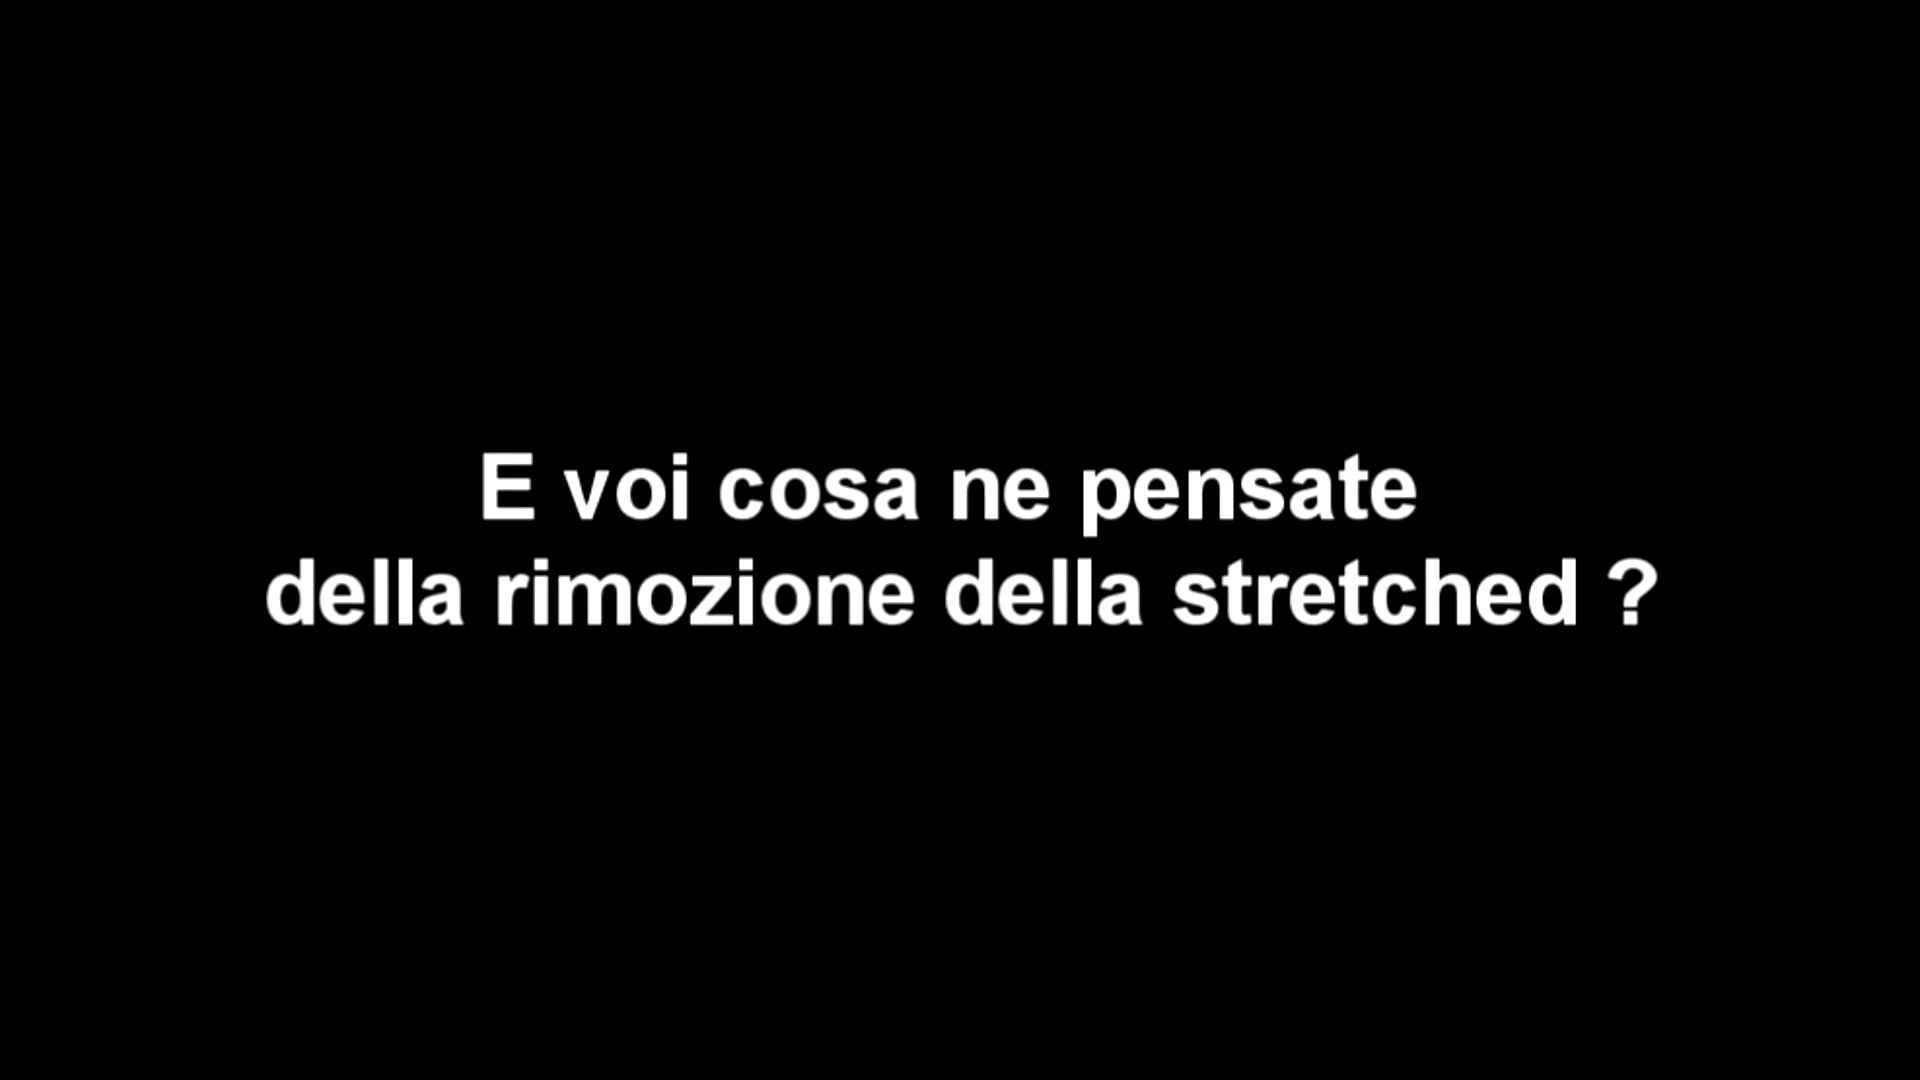 E voi cosa ne pensate
della rimozione della stretched ?